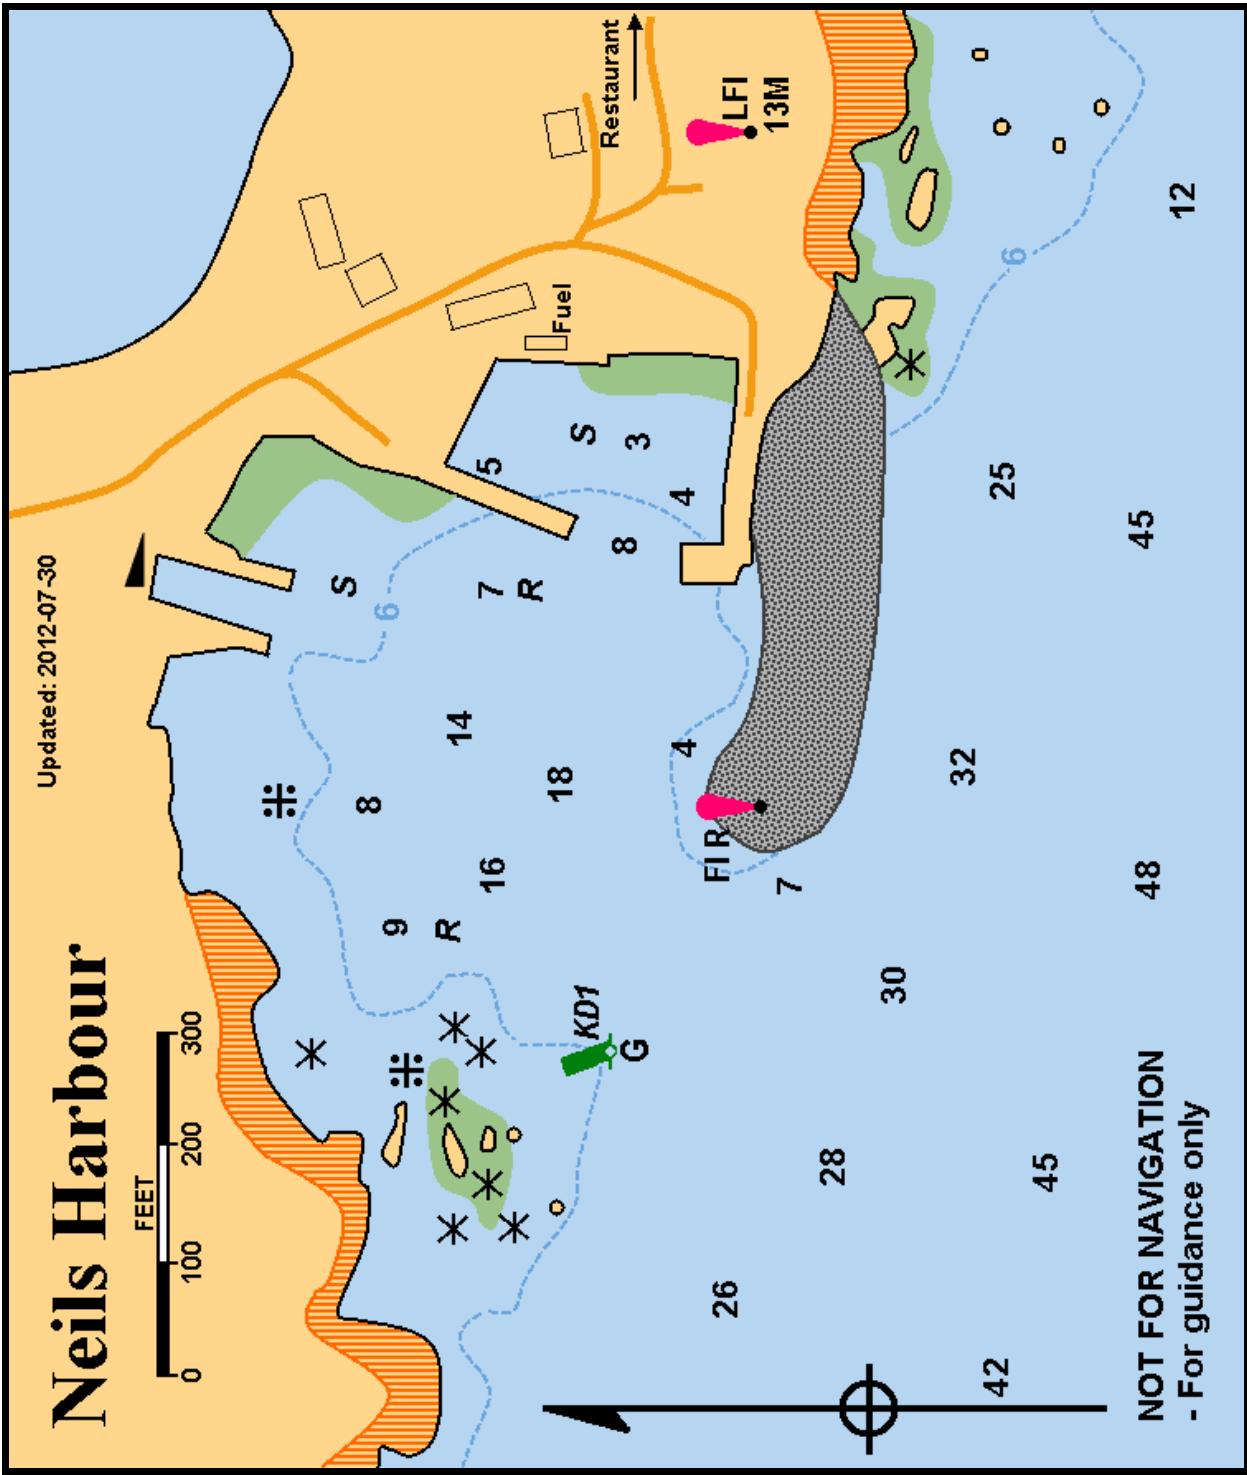 Neils Harbour
FEET
0 100 200 300
Updated: 2012-07-30
Restaurant
LFl
13M
Fuel
S
3
5
4
8
S
6
7
R
14
8
18
4
16
9
R
Fl R
7
KD1
G
6
12
25
45
32
48
30
28
45
26
42
NOT FOR NAVIGATION
- For guidance only